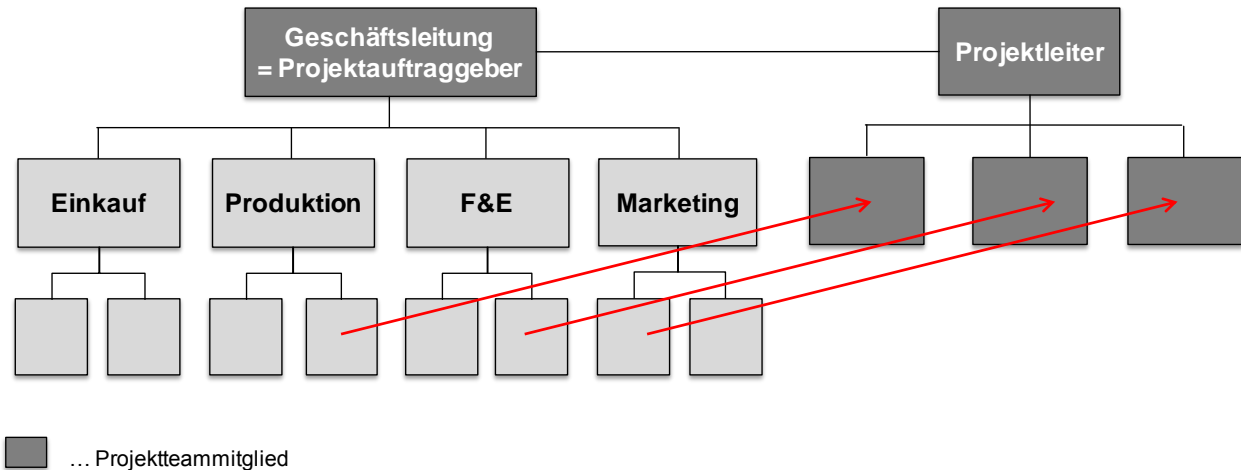 Geschäftsleitung
= Projektauftraggeber
Projektleiter
Einkauf
Produktion
F&E
Marketing
... Projektteammitglied